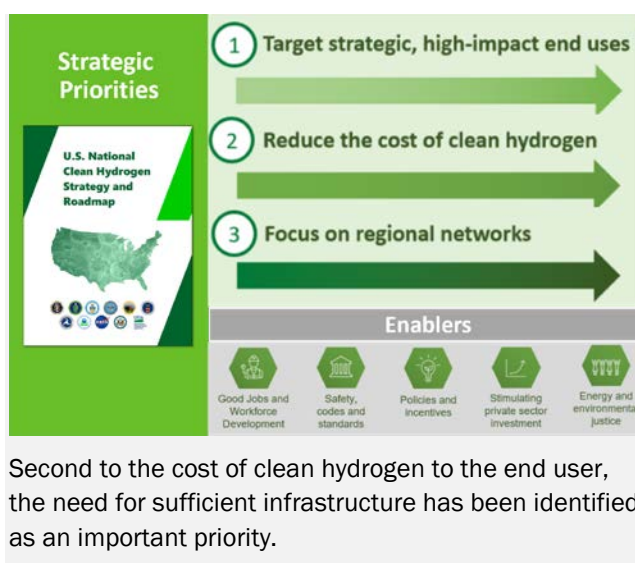 Strategic
Priorities
U.S. National
Clean Hydrogen
Strategy and
Roadmap
1 Target strategic, high-impact end uses
2 Reduce the cost of clean hydrogen
3 Focus on regional networks
Enablers
Good Jobs and
Workforce
Development
Safety,
codes and
standards
Policies and
incentives
Stimulating
private sector
investment
Energy and
environmental
justice
Second to the cost of clean hydrogen to the end user,
the need for sufficient infrastructure has been identified
as an important priority.